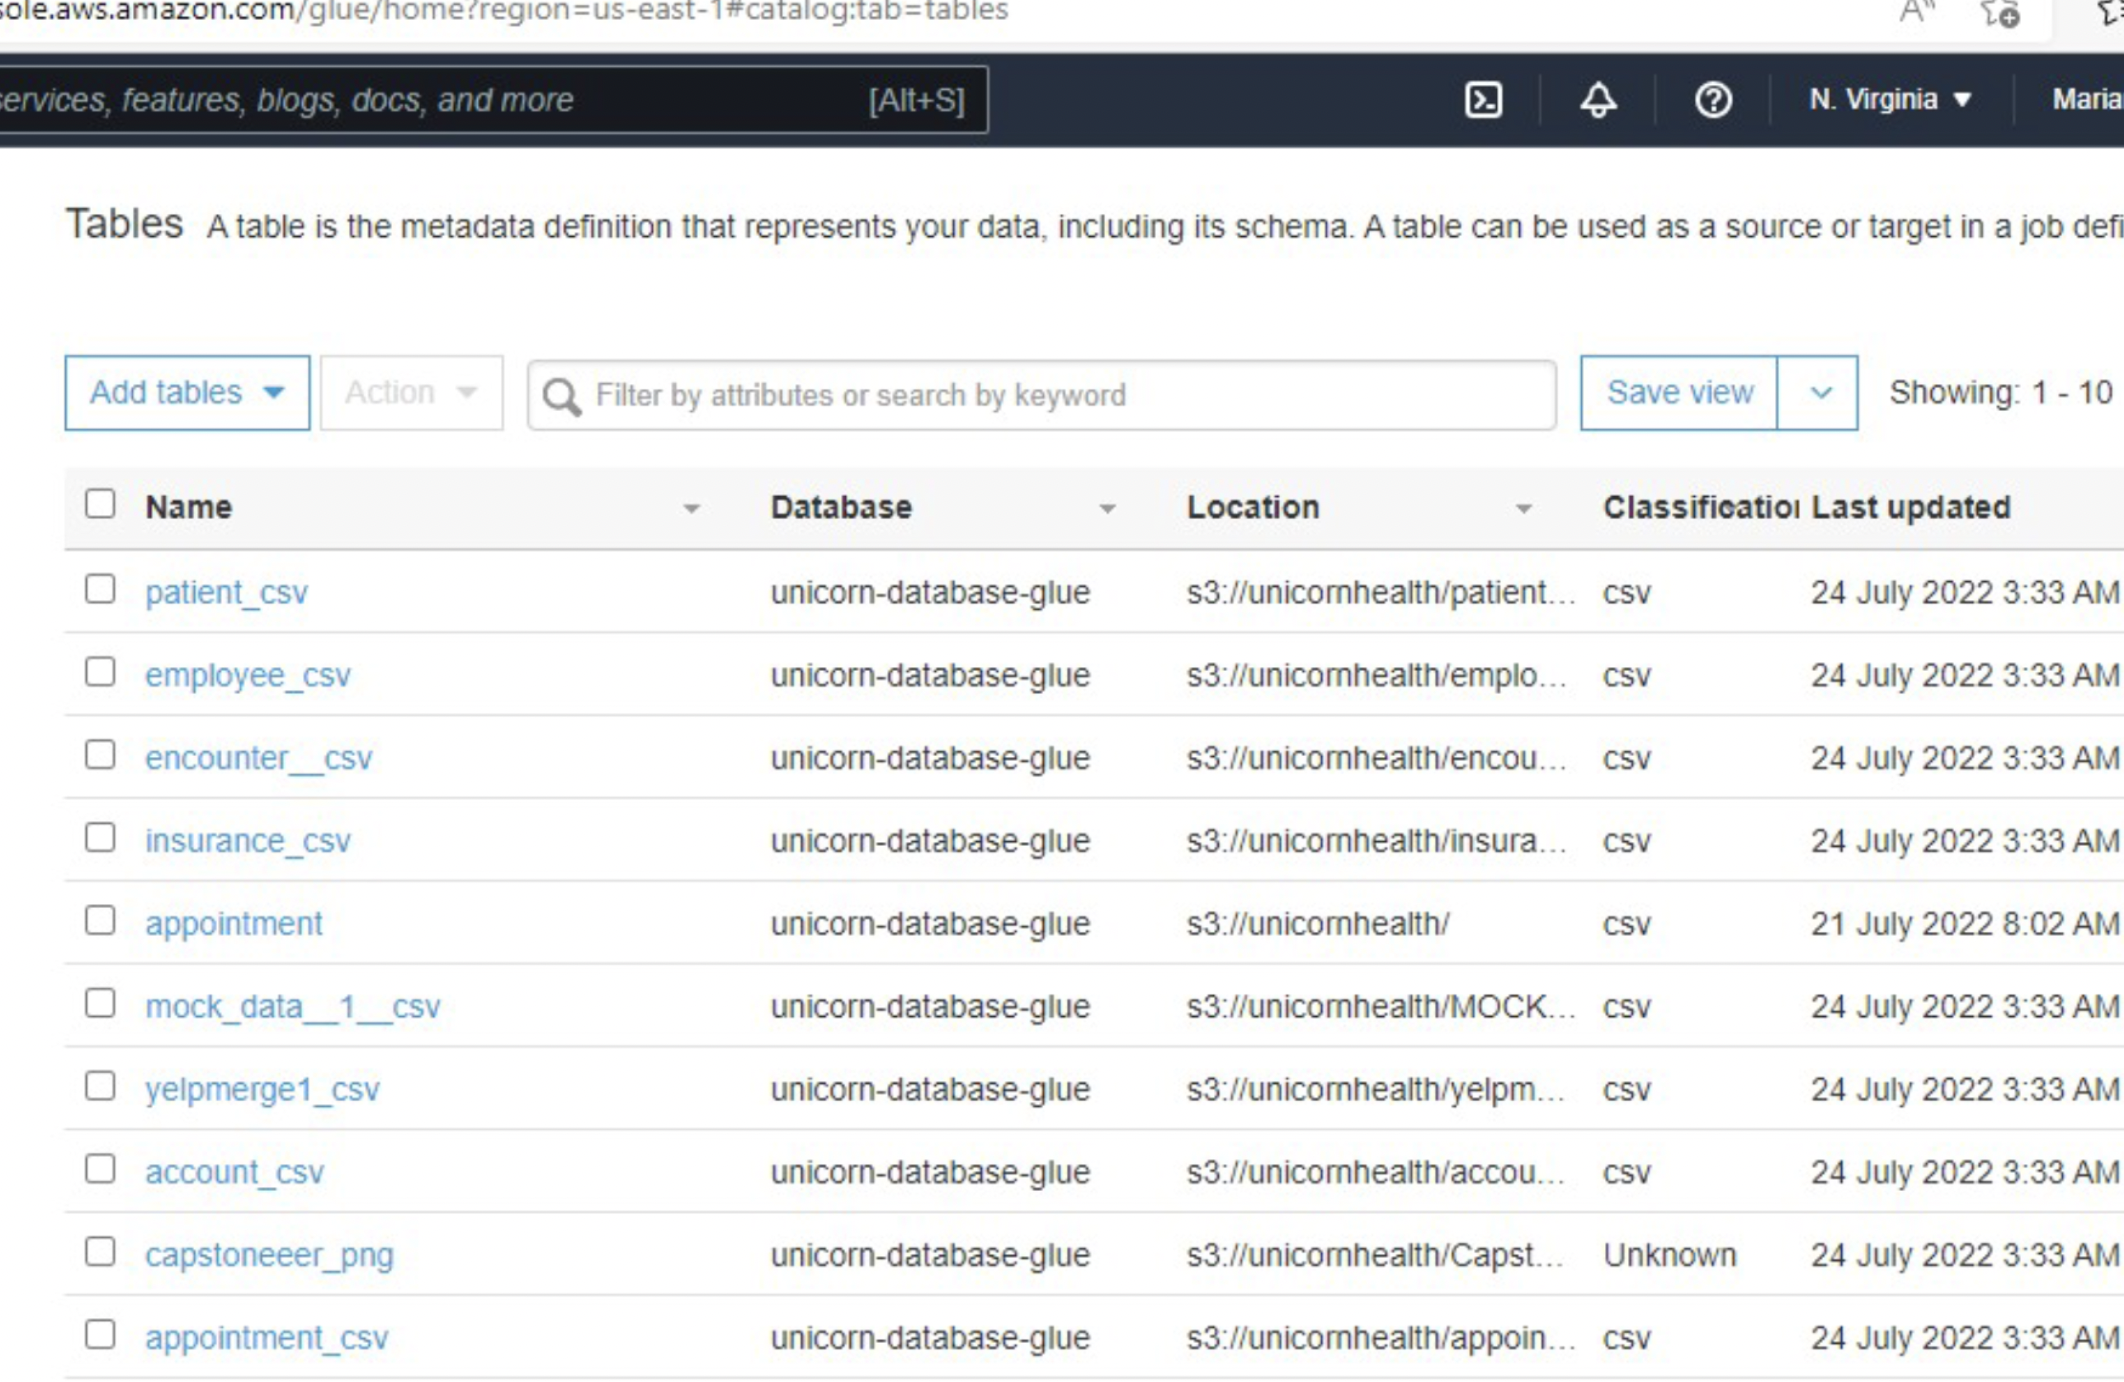 sole.aws.amazon.com/glue/home?region=us-east-1#catalog:tab=tables
services, features, blogs, docs, and more [Alt+S] N. Virginia Maria
Tables A table is the metadata definition that represents your data, including its schema. A table can be used as a source or target in a job defi
Add tables Action Filter by attributes or search by keyword Save view Showing: 1 - 10
Name Database Location Classification Last updated
patient_csv unicorn-database-glue s3://unicornhealth/patient... csv 24 July 2022 3:33 AM
employee_csv unicorn-database-glue s3://unicornhealth/emplo... csv 24 July 2022 3:33 AM
encounter__csv unicorn-database-glue s3://unicornhealth/encou... csv 24 July 2022 3:33 AM
insurance_csv unicorn-database-glue s3://unicornhealth/insura... csv 24 July 2022 3:33 AM
appointment unicorn-database-glue s3://unicornhealth/ csv 21 July 2022 8:02 AM
mock_data__1__csv unicorn-database-glue s3://unicornhealth/MOCK... csv 24 July 2022 3:33 AM
yelpmerge1_csv unicorn-database-glue s3://unicornhealth/yelpm... csv 24 July 2022 3:33 AM
account_csv unicorn-database-glue s3://unicornhealth/accou... csv 24 July 2022 3:33 AM
capstoneeer_png unicorn-database-glue s3://unicornhealth/Capst... Unknown 24 July 2022 3:33 AM
appointment_csv unicorn-database-glue s3://unicornhealth/appoin... csv 24 July 2022 3:33 AM